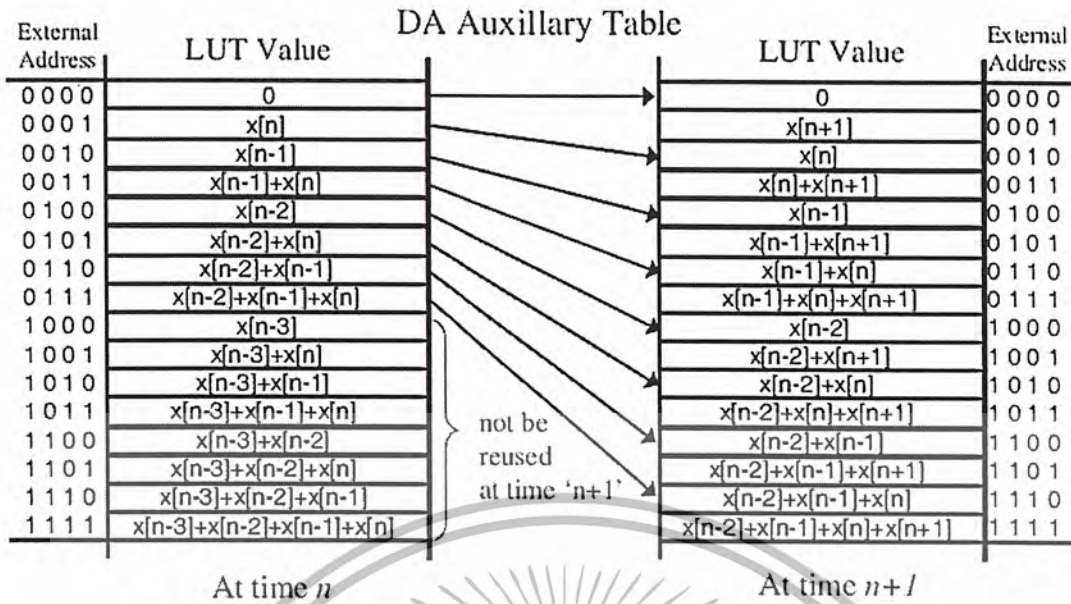 DA Auxillary Table
External Address LUT Value LUT Value External Address
0000 0 0 0000
0001 x[n] x[n+1] 0001
0010 x[n-1] x[n] 0010
0011 x[n-1]+x[n] x[n]+x[n+1] 0011
0100 x[n-2] x[n-1] 0100
0101 x[n-2]+x[n] x[n-1]+x[n+1] 0101
0110 x[n-2]+x[n-1] x[n-1]+x[n] 0110
0111 x[n-2]+x[n-1]+x[n] x[n-1]+x[n]+x[n+1] 0111
1000 x[n-3] x[n-2] 1000
1001 x[n-3]+x[n] x[n-2]+x[n+1] 1001
1010 x[n-3]+x[n-1] x[n-2]+x[n] 1010
1011 x[n-3]+x[n-1]+x[n] x[n-2]+x[n]+x[n+1] 1011
1100 x[n-3]+x[n-2] x[n-2]+x[n-1] 1100
1101 x[n-3]+x[n-2]+x[n] x[n-2]+x[n-1]+x[n+1] 1101
1110 x[n-3]+x[n-2]+x[n-1] x[n-2]+x[n-1]+x[n] 1110
1111 x[n-3]+x[n-2]+x[n-1]+x[n] x[n-2]+x[n-1]+x[n]+x[n+1] 1111
not be
reused
at time 'n+1'
At time n At time n+1